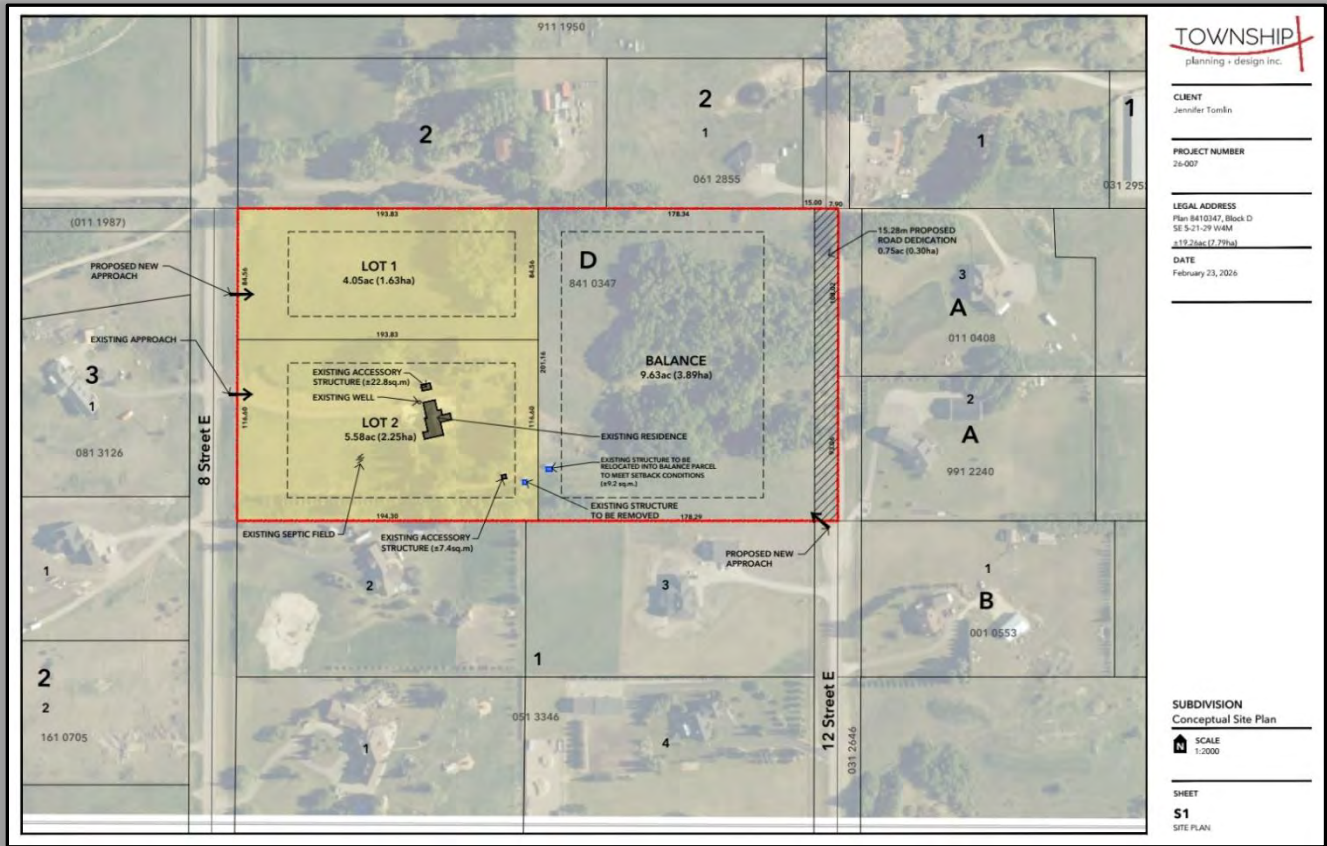 911 1950
2
2
1
061 2855
1
1
(011 1987)
193.83
178.34
15.00
7.90
PROPOSED NEW
APPROACH
84.56
LOT 1
4.05ac (1.63ha)
84.56
D
841 0347
15.28m PROPOSED
ROAD DEDICATION
0.75ac (0.30ha)
3
A
011 0408
EXISTING APPROACH
193.83
3
1
081 3126
116.60
EXISTING ACCESSORY
STRUCTURE (±22.8sq.m)
EXISTING WELL
LOT 2
5.58ac (2.25ha)
116.60
201.16
BALANCE
9.63ac (3.89ha)
2
A
991 2240
EXISTING RESIDENCE
EXISTING STRUCTURE TO BE
RELOCATED INTO BALANCE PARCEL
TO MEET SETBACK CONDITIONS
(±9.2 sq.m.)
EXISTING STRUCTURE
TO BE REMOVED
8 Street E
194.30
178.29
EXISTING SEPTIC FIELD
EXISTING ACCESSORY
STRUCTURE (±7.4sq.m)
PROPOSED NEW
APPROACH
1
2
3
1
B
001 0553
1
2
2
161 0705
1
051 3346
4
12 Street E
031 2646
TOWNSHIP
planning + design inc.
CLIENT
Jennifer Tomlin
PROJECT NUMBER
26-007
LEGAL ADDRESS
Plan 8410347, Block D
SE 5-21-29 W4M
±19.26ac (7.79ha)
DATE
February 23, 2026
SUBDIVISION
Conceptual Site Plan
N
SCALE
1:2000
SHEET
S1
SITE PLAN